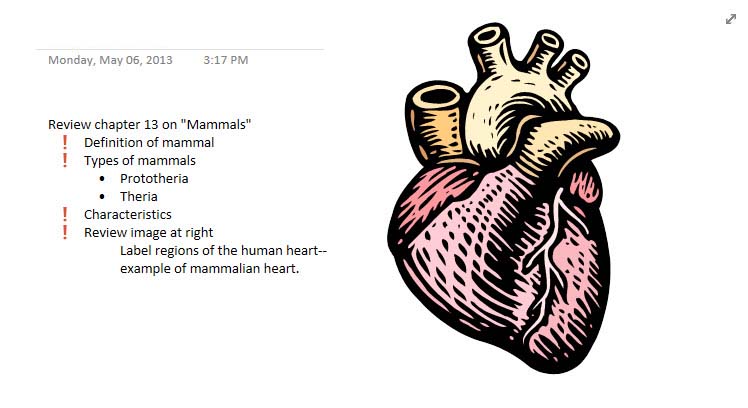 Monday, May 06, 2013 3:17 PM
Review chapter 13 on "Mammals"
❗ Definition of mammal
❗ Types of mammals
• Prototheria
• Theria
❗ Characteristics
❗ Review image at right
Label regions of the human heart--
example of mammalian heart.